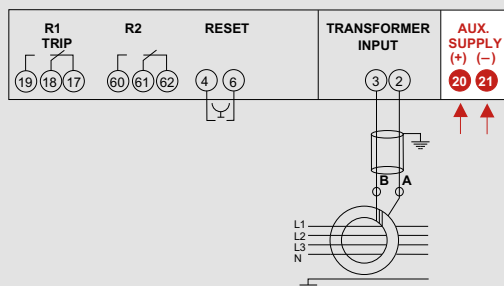 R1 R2 RESET TRANSFORMER AUX.
TRIP INPUT SUPPLY
(+) (–)
19 18 17 60 61 62 4 6 3 2 20 21
B A
L1
L2
L3
N